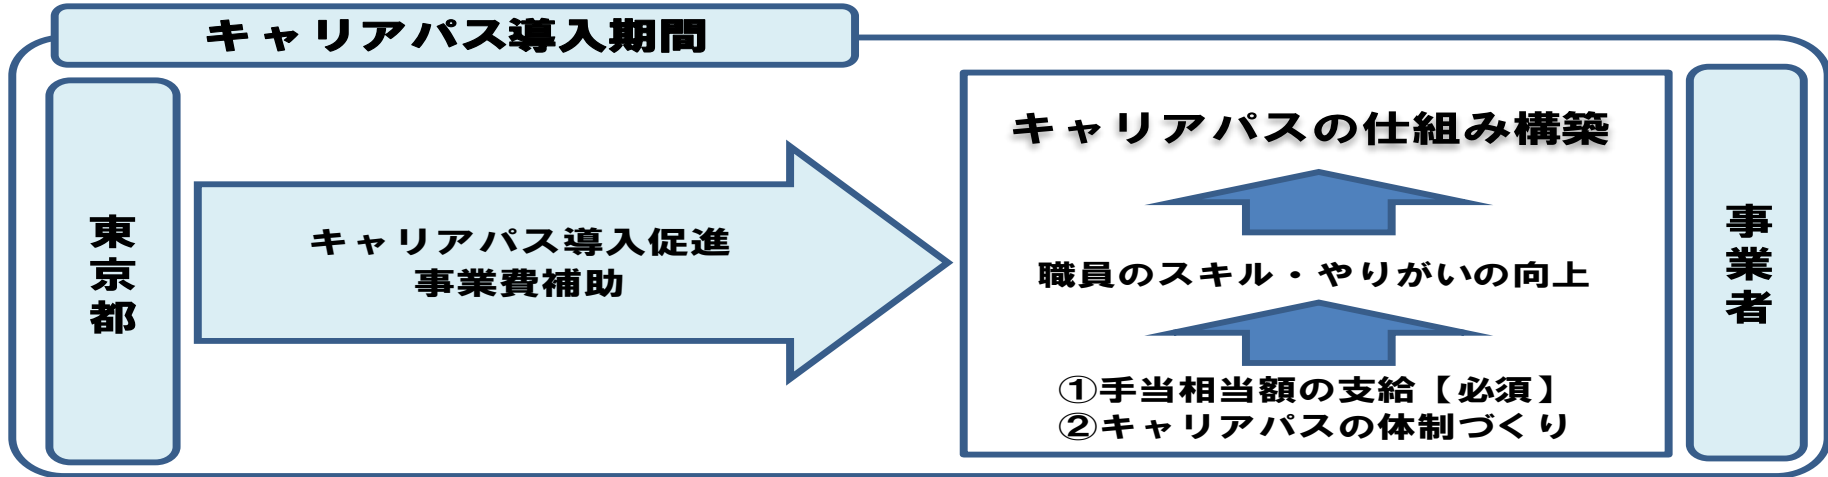 キャリアパス導入期間
東京都
キャリアパス導入促進
事業費補助
キャリアパスの仕組み構築
職員のスキル・やりがいの向上
①手当相当額の支給【必須】
②キャリアパスの体制づくり
事業者